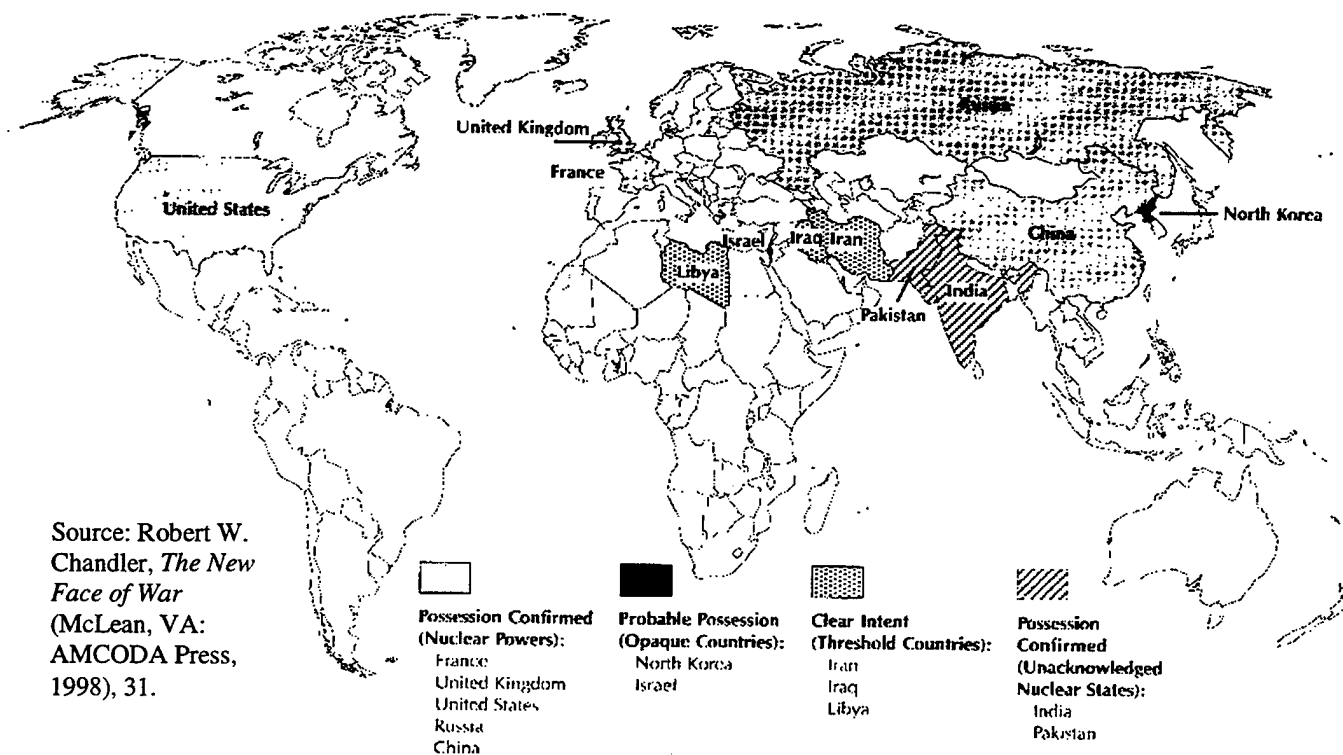 Russia
United Kingdom
France
United States
North Korea
Israel
Iraq
Iran
China
Libya
India
Pakistan
Source: Robert W.
Chandler, The New
Face of War
(McLean, VA:
AMCODA Press,
1998), 31.
Possession Confirmed
(Nuclear Powers):
France
United Kingdom
United States
Russia
China
Probable Possession
(Opaque Countries):
North Korea
Israel
Clear Intent
(Threshold Countries):
Iran
Iraq
Libya
Possession
Confirmed
(Unacknowledged
Nuclear States):
India
Pakistan